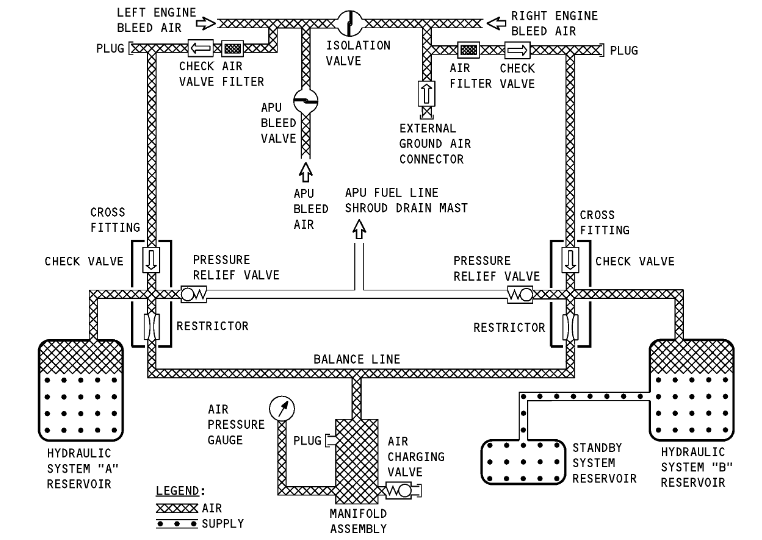 LEFT ENGINE
BLEED AIR
RIGHT ENGINE
BLEED AIR
PLUG
CHECK
VALVE
AIR
FILTER
ISOLATION
VALVE
AIR
FILTER
CHECK
VALVE
PLUG
APU
BLEED
VALVE
EXTERNAL
GROUND AIR
CONNECTOR
APU
BLEED
AIR
APU FUEL LINE
SHROUD DRAIN MAST
CROSS
FITTING
CROSS
FITTING
CHECK VALVE
PRESSURE
RELIEF VALVE
PRESSURE
RELIEF VALVE
CHECK VALVE
RESTRICTOR
RESTRICTOR
BALANCE LINE
AIR
PRESSURE
GAUGE
PLUG
AIR
CHARGING
VALVE
HYDRAULIC
SYSTEM "A"
RESERVOIR
STANDBY
SYSTEM
RESERVOIR
HYDRAULIC
SYSTEM "B"
RESERVOIR
LEGEND:
AIR
SUPPLY
MANIFOLD
ASSEMBLY